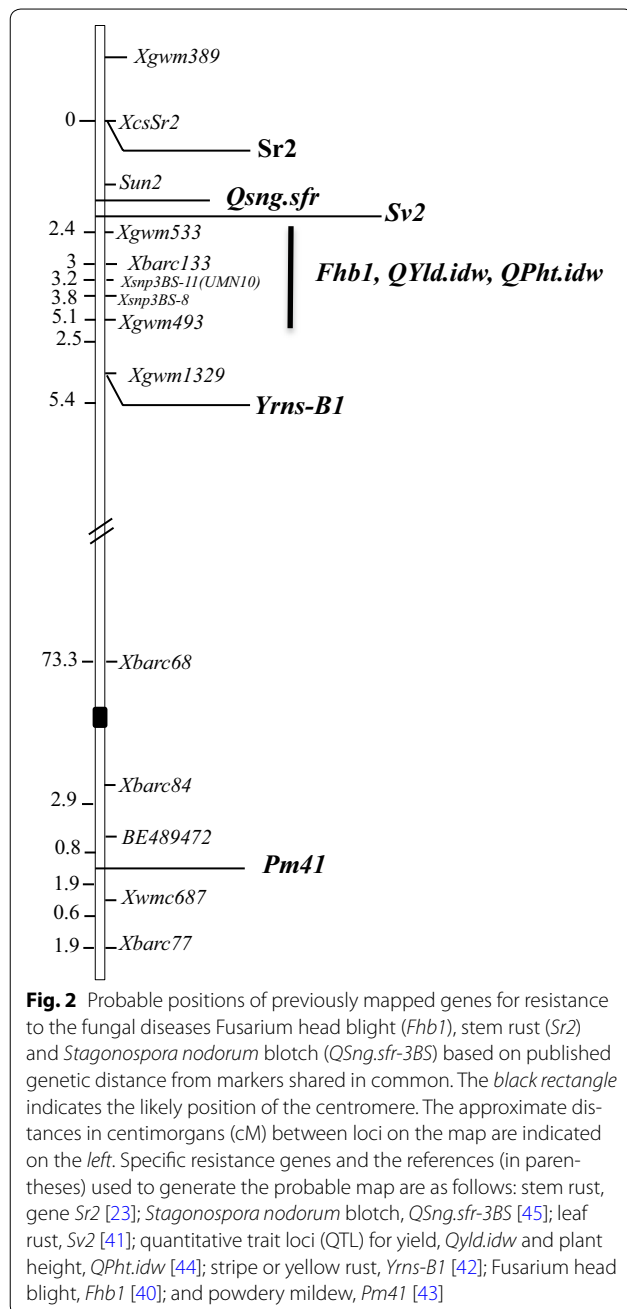 Xgwm389
0 XcsSr2
Sr2
Sun2
Qsng.sfr
Sv2
2.4 Xgwm533
Fhb1, QYld.idw, QPht.idw
3 Xbarc133
3.2 Xsnp3BS-11(UMN10)
3.8 Xsnp3BS-8
5.1 Xgwm493
2.5
Xgwm1329
5.4 Yrns-B1
73.3 Xbarc68
Xbarc84
2.9
BE489472
0.8
Pm41
1.9
Xwmc687
0.6
1.9 Xbarc77
Fig. 2 Probable positions of previously mapped genes for resistance
to the fungal diseases Fusarium head blight (Fhb1), stem rust (Sr2)
and Stagonospora nodorum blotch (QSng.sfr-3BS) based on published
genetic distance from markers shared in common. The black rectangle
indicates the likely position of the centromere. The approximate dis-
tances in centimorgans (cM) between loci on the map are indicated
on the left. Specific resistance genes and the references (in paren-
theses) used to generate the probable map are as follows: stem rust,
gene Sr2 [23]; Stagonospora nodorum blotch, QSng.sfr-3BS [45]; leaf
rust, Sv2 [41]; quantitative trait loci (QTL) for yield, Qyld.idw and plant
height, QPht.idw [44]; stripe or yellow rust, Yrns-B1 [42]; Fusarium head
blight, Fhb1 [40]; and powdery mildew, Pm41 [43]